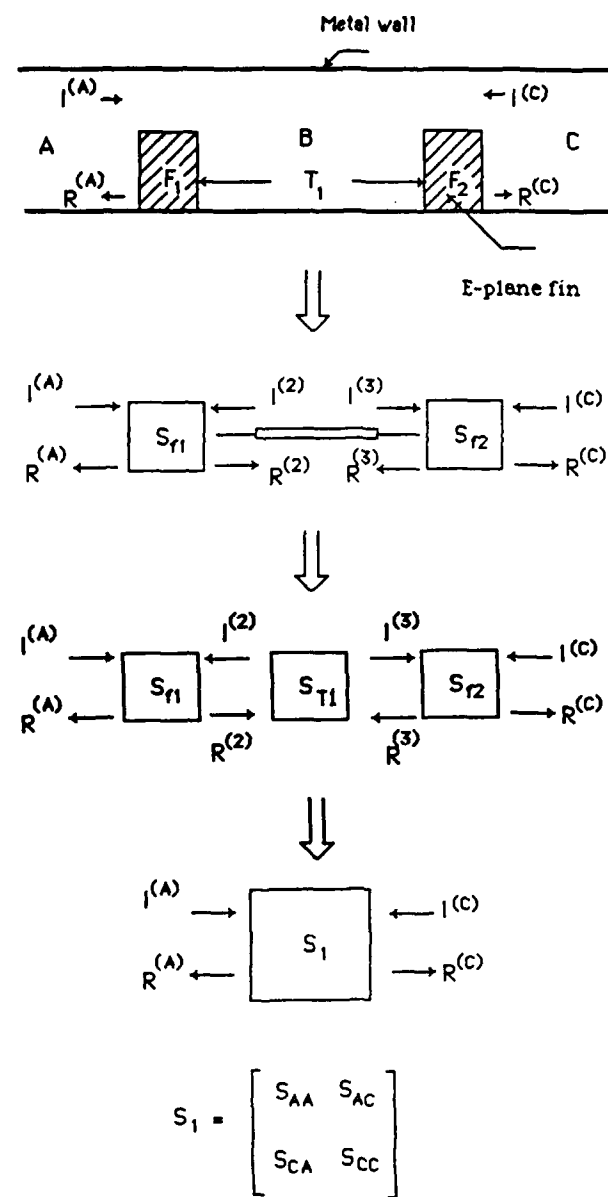 Metal wall
I(A) I(C)
A B C
F1 T1 F2
R(A) R(C)
E-plane fin
I(A) I(2) I(3) I(C)
Sf1 Sf2
R(A) R(2) R(3) R(C)
I(A) I(2) I(3) I(C)
Sf1 ST1 Sf2
R(A) R(2) R(3) R(C)
I(A) I(C)
S1
R(A) R(C)
SAA SAC
S1 =
SCA SCC